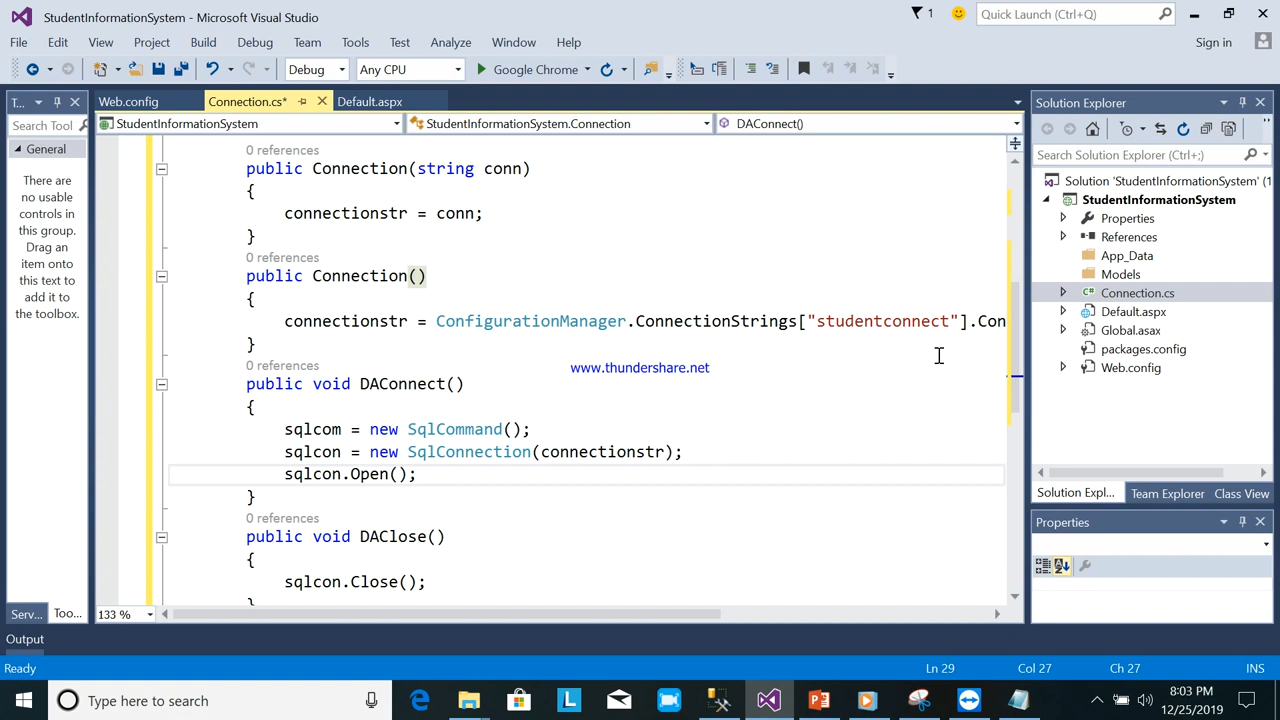 StudentInformationSystem - Microsoft Visual Studio
1
Quick Launch (Ctrl+Q)
File Edit View Project Build Debug Team Tools Test Analyze Window Help
Sign in
Debug Any CPU Google Chrome
T...
Web.config Connection.cs* Default.aspx
Solution Explorer
Search Tool
StudentInformationSystem StudentInformationSystem.Connection DAConnect()
General
There are
no usable
controls in
this group.
Drag an
item onto
this text to
add it to
the toolbox.
0 references
public Connection(string conn)
{
connectionstr = conn;
}
0 references
public Connection()
{
connectionstr = ConfigurationManager.ConnectionStrings["studentconnect"].Con
}
0 references
public void DAConnect()
{
sqlcom = new SqlCommand();
sqlcon = new SqlConnection(connectionstr);
sqlcon.Open();
}
0 references
public void DAClose()
{
sqlcon.Close();
}
www.thundershare.net
Search Solution Explorer (Ctrl+;)
Solution 'StudentInformationSystem' (1
StudentInformationSystem
Properties
References
App_Data
Models
Connection.cs
Default.aspx
Global.asax
packages.config
Web.config
Solution Expl... Team Explorer Class View
Properties
Serv... Too...
133 %
Output
Ready
Ln 29 Col 27 Ch 27 INS
Type here to search
8:03 PM
12/25/2019